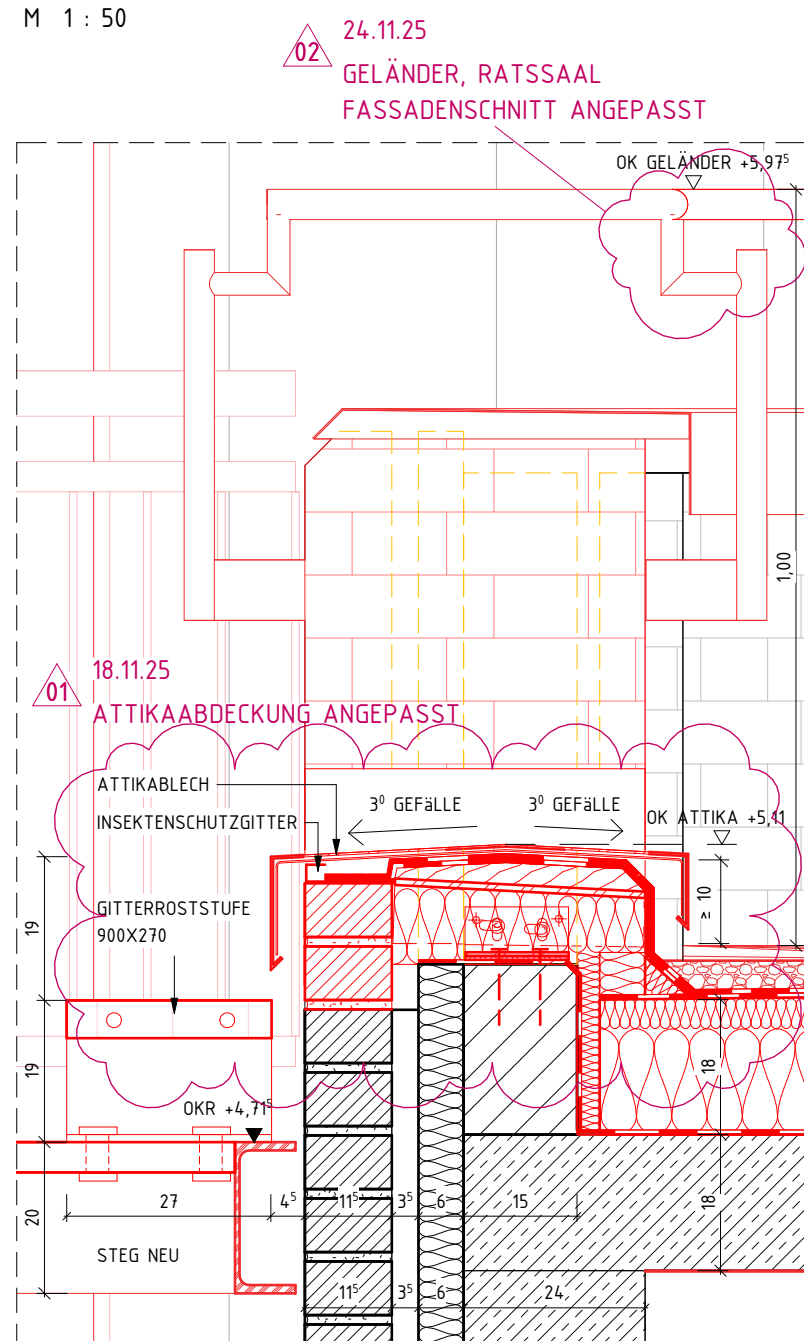 M 1 : 50
02
24.11.25
GELÄNDER, RATSSAAL
FASSADENSCHNITT ANGEPASST
OK GELÄNDER +5,97⁵
1,00
01
18.11.25
ATTIKAABDECKUNG ANGEPASST
ATTIKABLECH
INSEKTENSCHUTZGITTER
3⁰ GEFäLLE
3⁰ GEFäLLE
OK ATTIKA +5,11
≥ 10
19
GITTERROSTSTUFE
900X270
19
18
OKR +4,71⁵
20
27
4⁵
11⁵
3⁵
6
15
18
STEG NEU
11⁵
3⁵
6
24